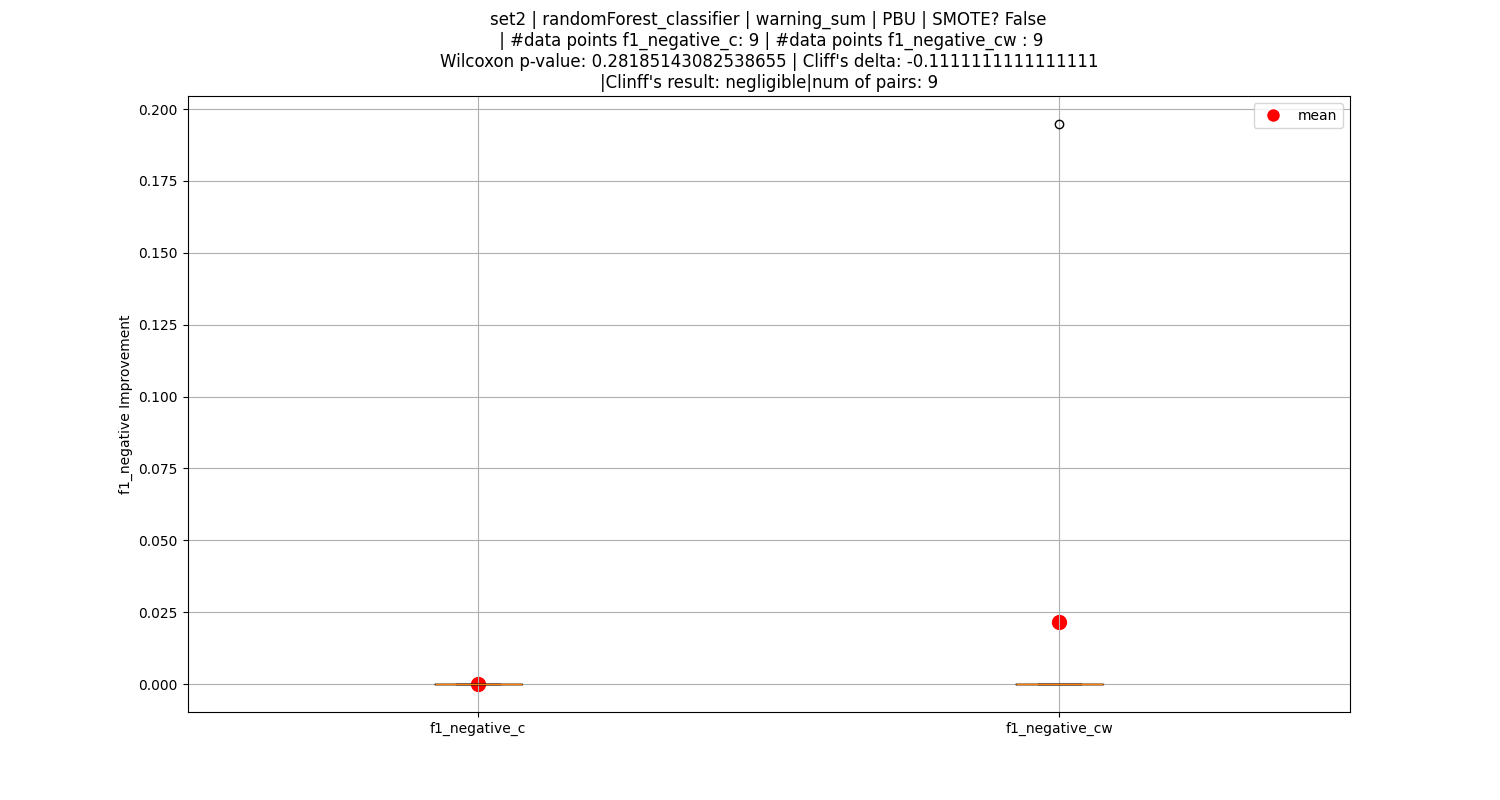 set2 | randomForest_classifier | warning_sum | PBU | SMOTE? False
| #data points f1_negative_c: 9 | #data points f1_negative_cw : 9
Wilcoxon p-value: 0.28185143082538655 | Cliff's delta: -0.1111111111111111
|Clinff's result: negligible|num of pairs: 9
mean
f1_negative Improvement
0.200
0.175
0.150
0.125
0.100
0.075
0.050
0.025
0.000
f1_negative_c
f1_negative_cw